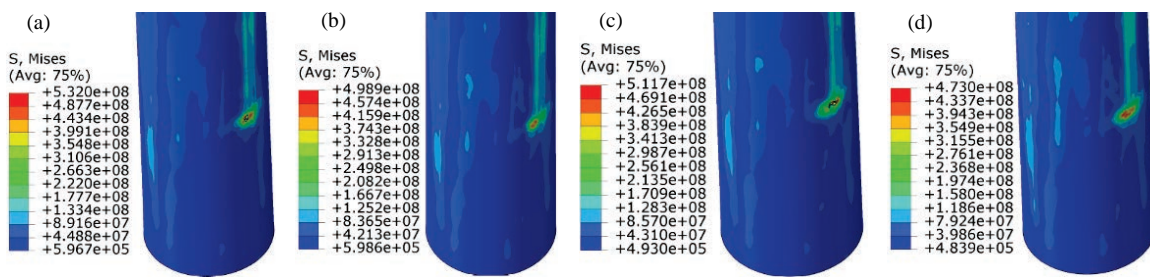 (a)
S, Mises
(Avg: 75%)
+5.320e+08
+4.877e+08
+4.434e+08
+3.991e+08
+3.548e+08
+3.106e+08
+2.663e+08
+2.220e+08
+1.777e+08
+1.334e+08
+8.916e+07
+4.488e+07
+5.967e+05
(b)
S, Mises
(Avg: 75%)
+4.989e+08
+4.574e+08
+4.159e+08
+3.743e+08
+3.328e+08
+2.913e+08
+2.498e+08
+2.082e+08
+1.667e+08
+1.252e+08
+8.365e+07
+4.213e+07
+5.986e+05
(c)
S, Mises
(Avg: 75%)
+5.117e+08
+4.691e+08
+4.265e+08
+3.839e+08
+3.413e+08
+2.987e+08
+2.561e+08
+2.135e+08
+1.709e+08
+1.283e+08
+8.570e+07
+4.310e+07
+4.930e+05
(d)
S, Mises
(Avg: 75%)
+4.730e+08
+4.337e+08
+3.943e+08
+3.549e+08
+3.155e+08
+2.761e+08
+2.368e+08
+1.974e+08
+1.580e+08
+1.186e+08
+7.924e+07
+3.986e+07
+4.839e+05